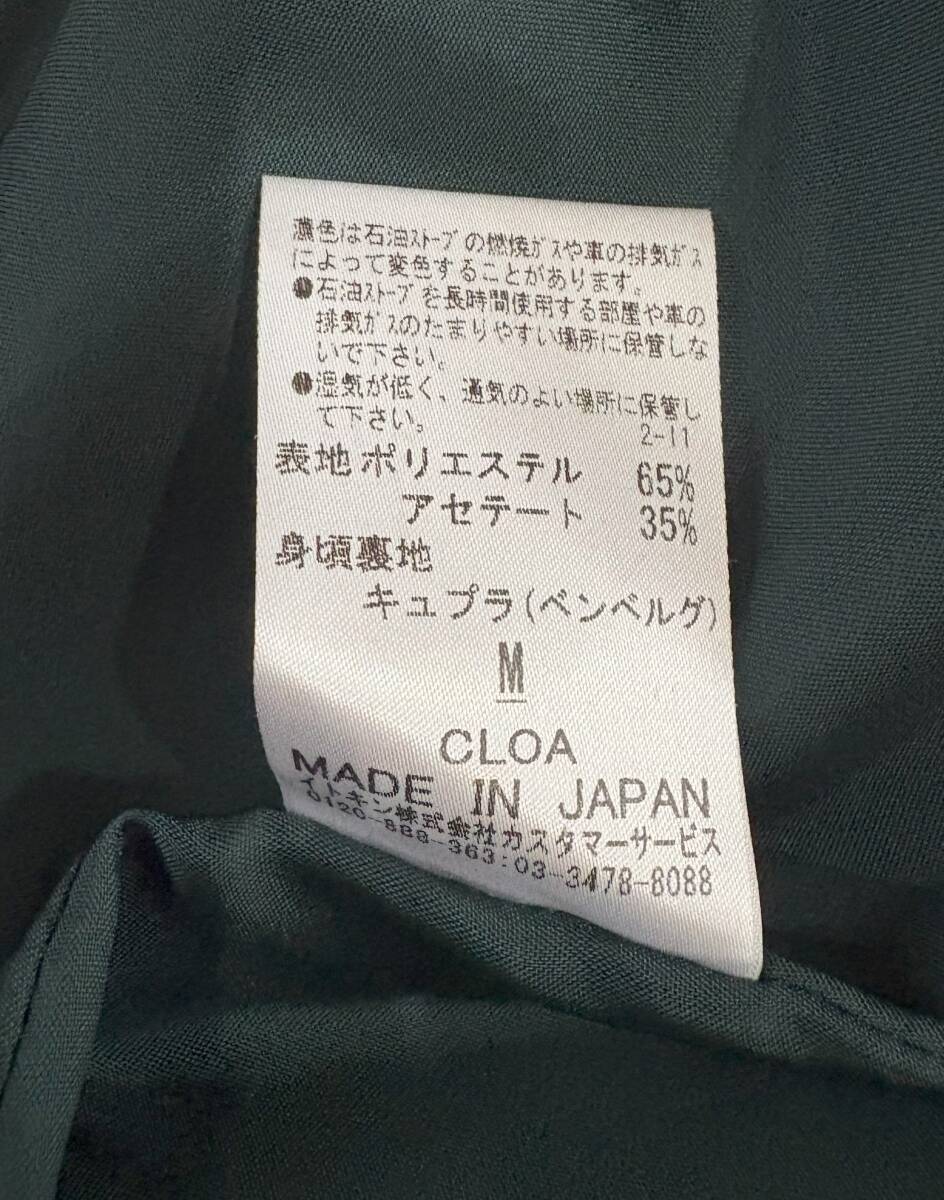 濃色は石油ｽﾄｰﾌﾞの燃焼ｶﾞｽや車の排気ｶﾞｽ
によって変色することがあります。
●石油ｽﾄｰﾌﾞを長時間使用する部屋や車の
排気ｶﾞｽのたまりやすい場所に保管しな
いで下さい。
●湿気が低く、通気のよい場所に保管し
て下さい。
2-11
表地 ポリエステル 65%
アセテート 35%
身頃裏地
キュプラ(ベンベルグ)
M
CLOA
MADE IN JAPAN
イトキン株式会社カスタマーサービス
0120-888-363:03-3478-8088